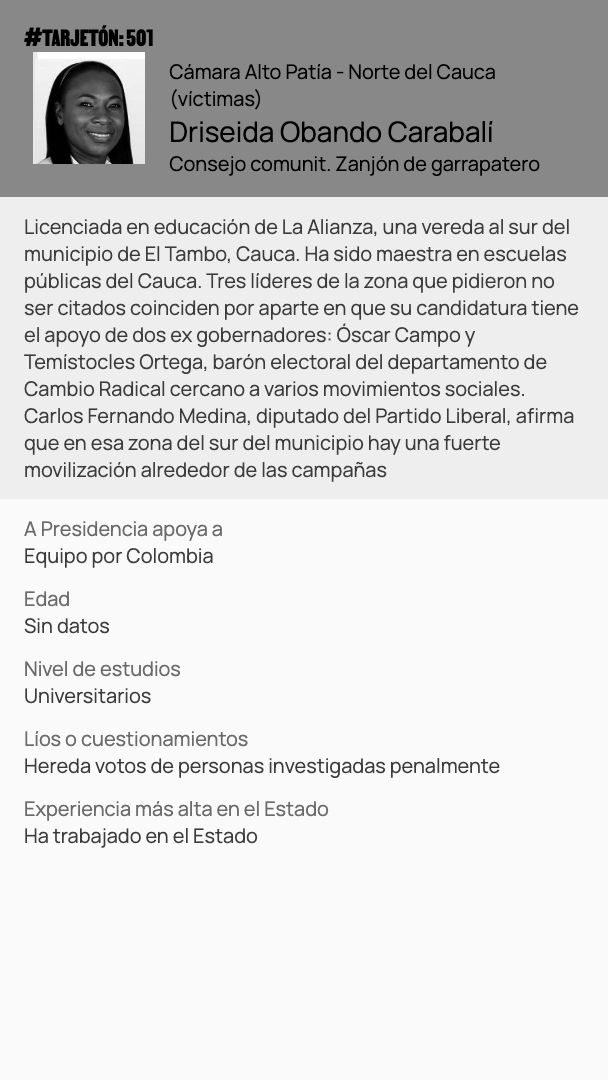 #TARJETÓN: 501
Cámara Alto Patía - Norte del Cauca
(víctimas)
Driseida Obando Carabalí
Consejo comunit. Zanjón de garrapatero
Licenciada en educación de La Alianza, una vereda al sur del
municipio de El Tambo, Cauca. Ha sido maestra en escuelas
públicas del Cauca. Tres líderes de la zona que pidieron no
ser citados coinciden por aparte en que su candidatura tiene
el apoyo de dos ex gobernadores: Óscar Campo y
Temístocles Ortega, barón electoral del departamento de
Cambio Radical cercano a varios movimientos sociales.
Carlos Fernando Medina, diputado del Partido Liberal, afirma
que en esa zona del sur del municipio hay una fuerte
movilización alrededor de las campañas
A Presidencia apoya a
Equipo por Colombia
Edad
Sin datos
Nivel de estudios
Universitarios
Líos o cuestionamientos
Hereda votos de personas investigadas penalmente
Experiencia más alta en el Estado
Ha trabajado en el Estado